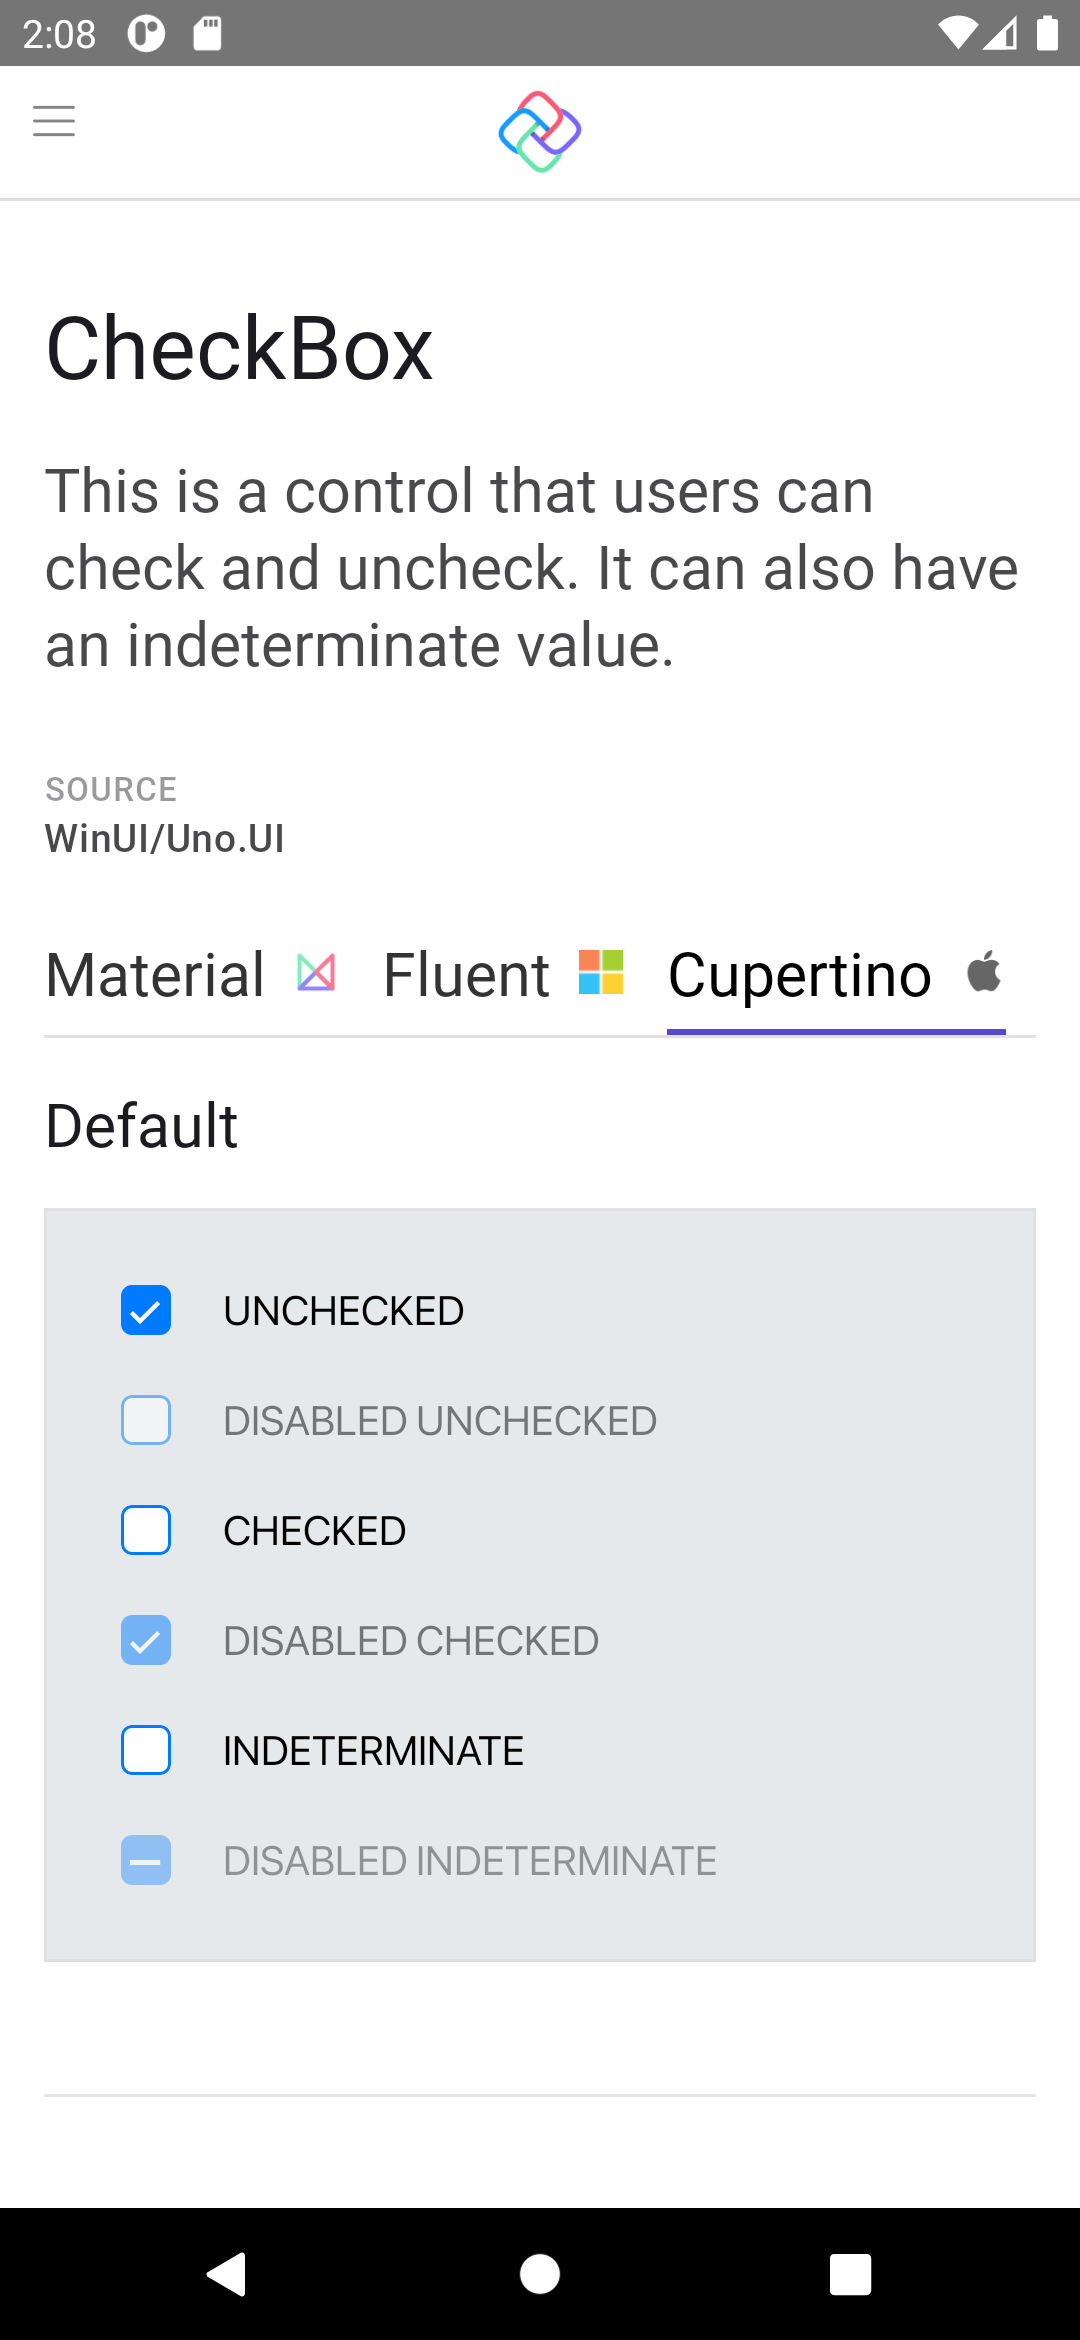 2:08
CheckBox
This is a control that users can
check and uncheck. It can also have
an indeterminate value.
SOURCE
WinUI/Uno.UI
Material Fluent Cupertino
Default
UNCHECKED
DISABLED UNCHECKED
CHECKED
DISABLED CHECKED
INDETERMINATE
DISABLED INDETERMINATE